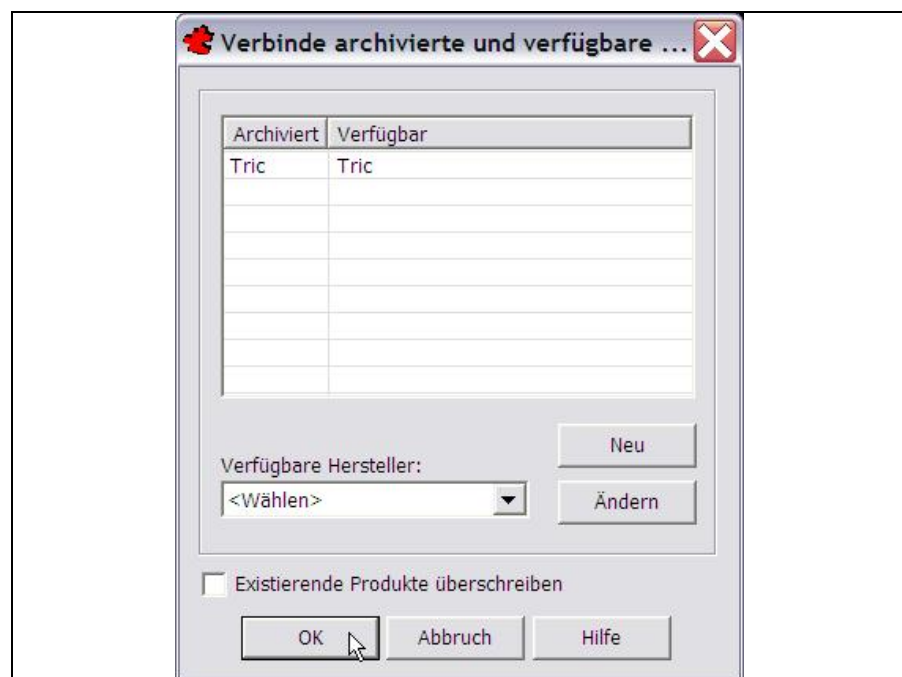 Verbinde archivierte und verfügbare ...
Archiviert Verfügbar
Tric Tric
Neu
Verfügbare Hersteller:
<Wählen>
Ändern
Existierende Produkte überschreiben
OK Abbruch Hilfe